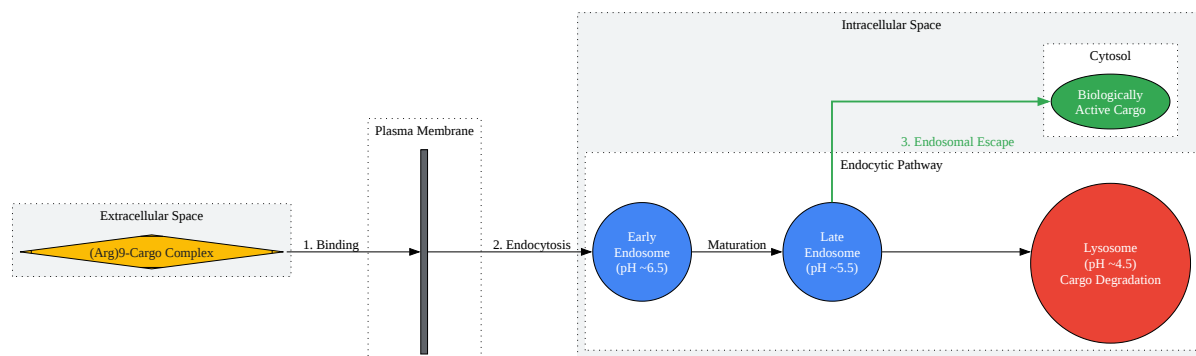 Intracellular Space
Cytosol
Biologically
Active Cargo
Plasma Membrane
3. Endosomal Escape
Endocytic Pathway
Extracellular Space
(Arg)9-Cargo Complex
1. Binding
2. Endocytosis
Early
Endosome
(pH ~6.5)
Maturation
Late
Endosome
(pH ~5.5)
Lysosome
(pH ~4.5)
Cargo Degradation